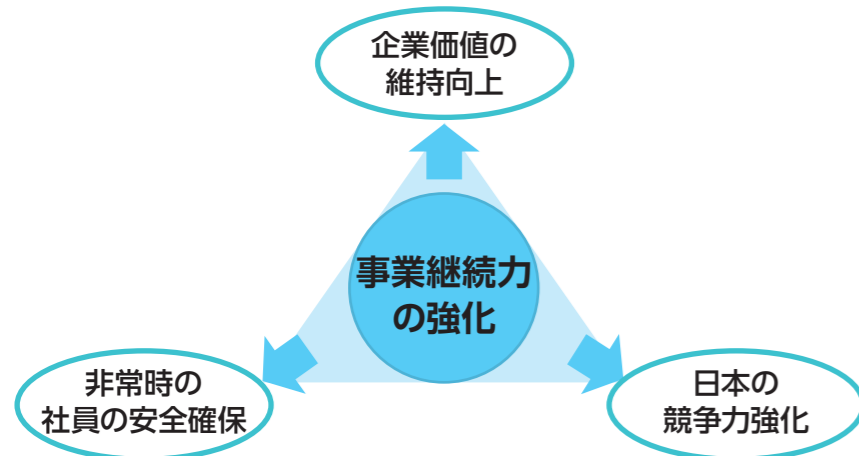 企業価値の
維持向上
事業継続力
の強化
非常時の
社員の安全確保
日本の
競争力強化